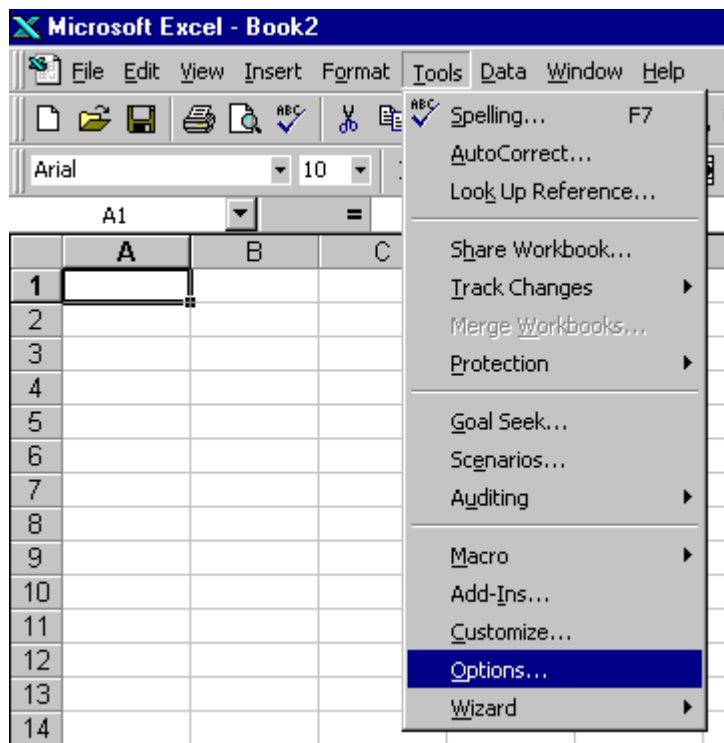 Microsoft Excel - Book2
File Edit View Insert Format Tools Data Window Help
ABC ABC Spelling... F7
AutoCorrect...
Arial 10
Look Up Reference...
A1 =
A B C
Share Workbook...
1
Track Changes
2
Merge Workbooks...
3
Protection
4
5
Goal Seek...
6
Scenarios...
7
Auditing
8
9
Macro
10
Add-Ins...
11
Customize...
12
Options...
13
Wizard
14